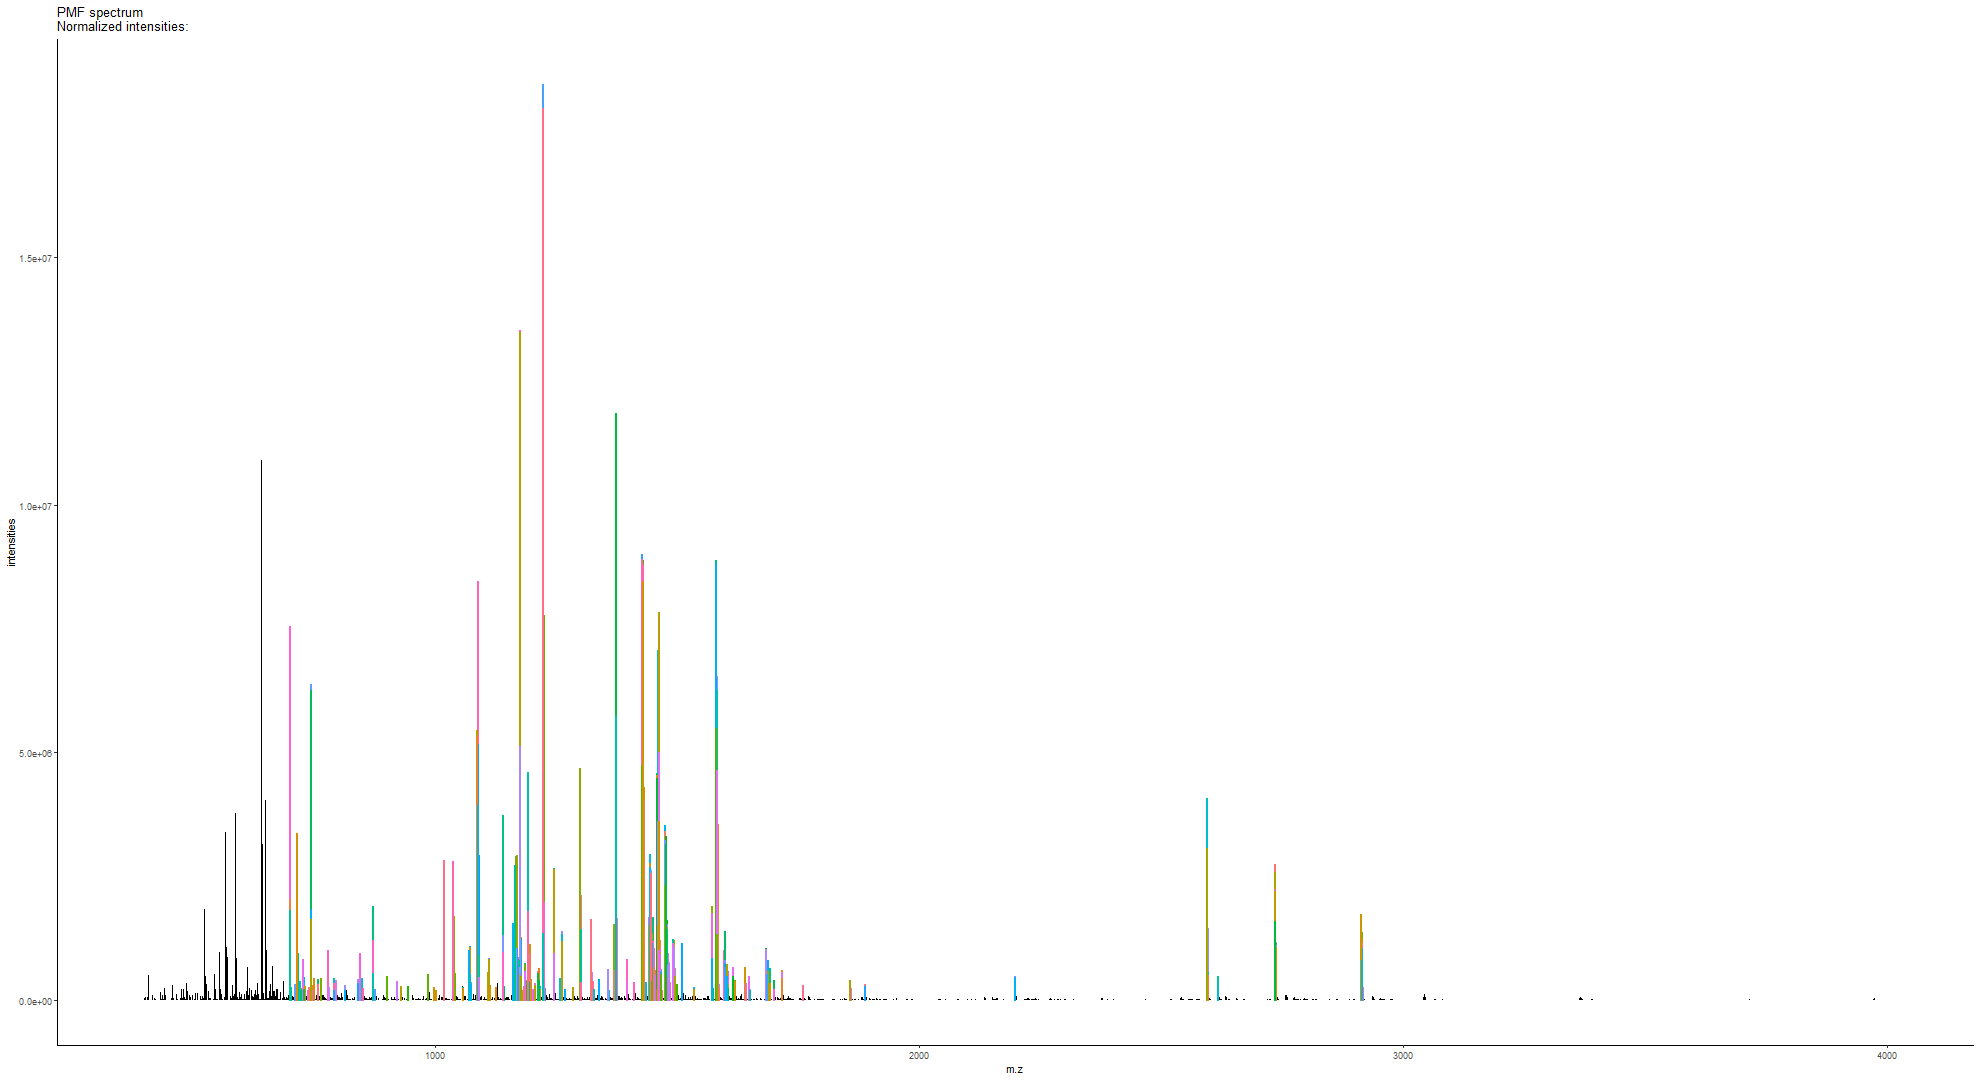 PMF spectrum
Normalized intensities:
1.5e+07
1.0e+07
5.0e+06
0.0e+00
intensities
1000
2000
3000
4000
m.z